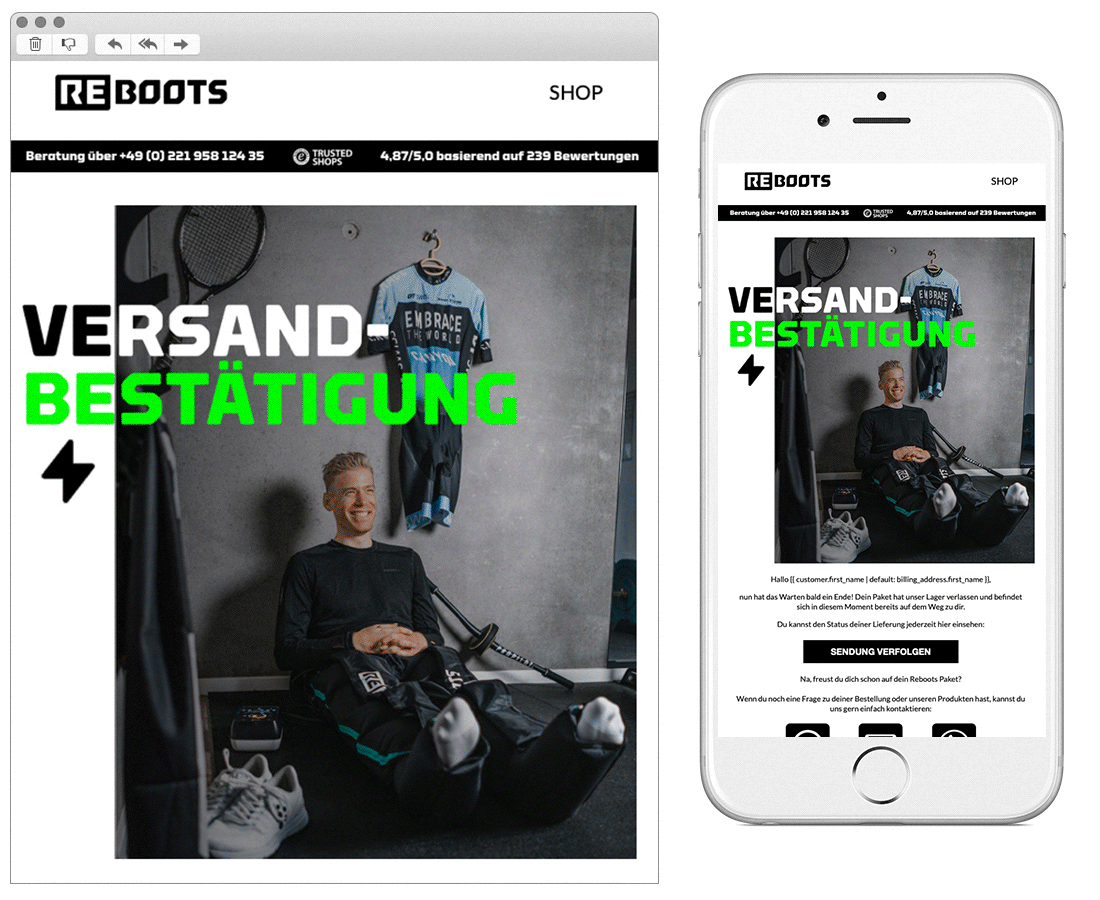 REBOOTS
SHOP
Beratung über +49 (0) 221 958 124 35
TRUSTED
SHOPS
4,87/5,0 basierend auf 239 Bewertungen
VERSAND-
BESTÄTIGUNG
EMBRACE
THE WORLD
CANYON
RE
REBOOTS
SHOP
Beratung über +49 (0) 221 958 124 35
TRUSTED
SHOPS
4,87/5,0 basierend auf 239 Bewertungen
VERSAND-
BESTÄTIGUNG
EMBRACE
THE WORLD
CANYON
RE
Hallo {{ customer.first_name | default: billing_address.first_name }},
nun hat das Warten bald ein Ende! Dein Paket hat unser Lager verlassen und befindet
sich in diesem Moment bereits auf dem Weg zu dir.
Du kannst den Status deiner Lieferung jederzeit hier einsehen:
SENDUNG VERFOLGEN
Na, freust du dich schon auf dein Reboots Paket?
Wenn du noch eine Frage zu deiner Bestellung oder unseren Produkten hast, kannst du
uns gern einfach kontaktieren: